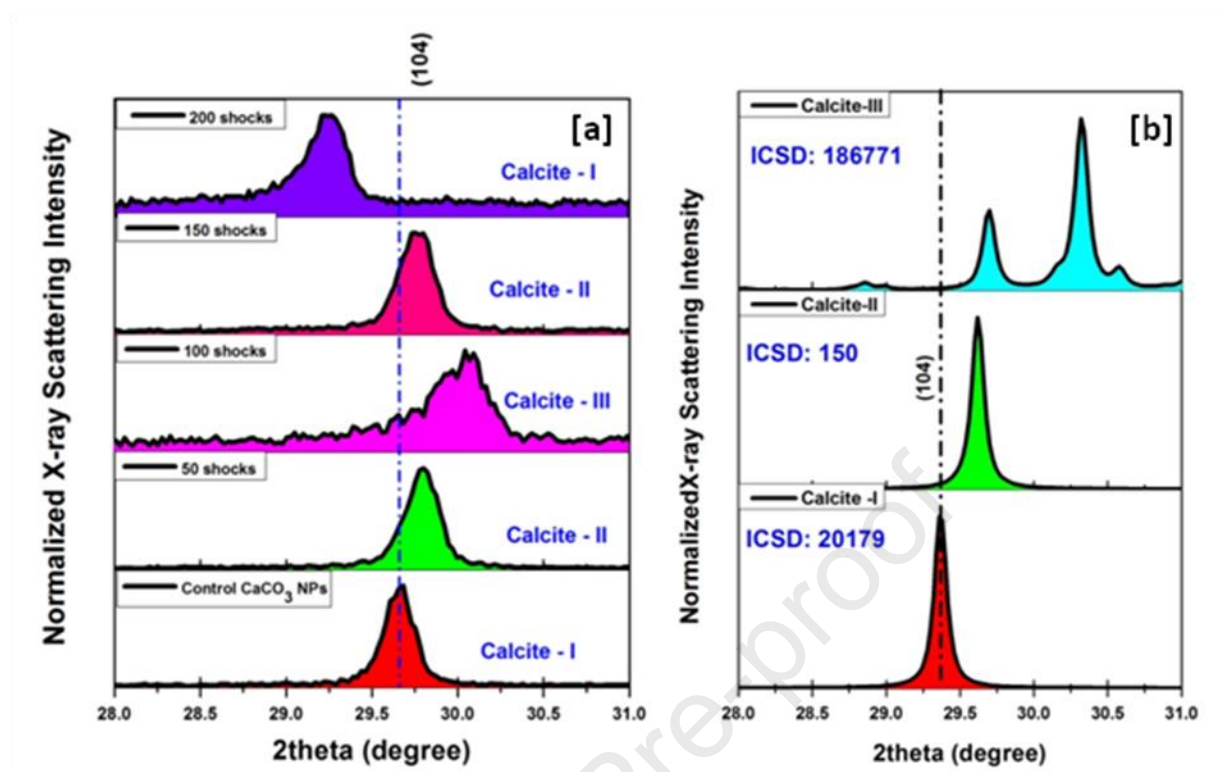 (104)
Normalized X-ray Scattering Intensity
200 shocks
[a]
Calcite - I
150 shocks
Calcite - II
100 shocks
Calcite - III
50 shocks
Calcite - II
Control CaCO3 NPs
Calcite - I
28.0 28.5 29.0 29.5 30.0 30.5 31.0
2theta (degree)
NormalizedX-ray Scattering Intensity
Calcite-III
[b]
ICSD: 186771
Calcite-II
ICSD: 150
(104)
Calcite -I
ICSD: 20179
28.0 28.5 29.0 29.5 30.0 30.5 31.0
2theta (degree)
Pre-proof